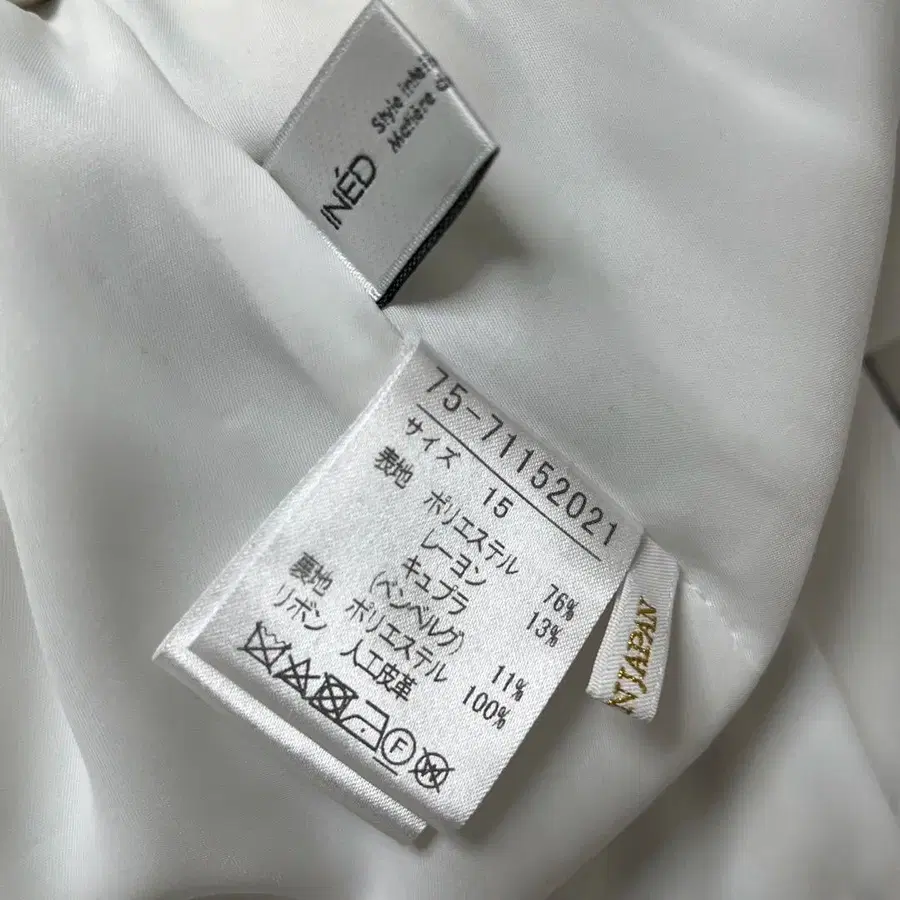 INÉD
Style inte
Matière
75-71152021
サイズ 15
表地 ポリエステル 76%
レーヨン 13%
キュプラ
(ベンベルグ) 11%
裏地 ポリエステル 100%
リボン 人工皮革
F
W
N JAPAN